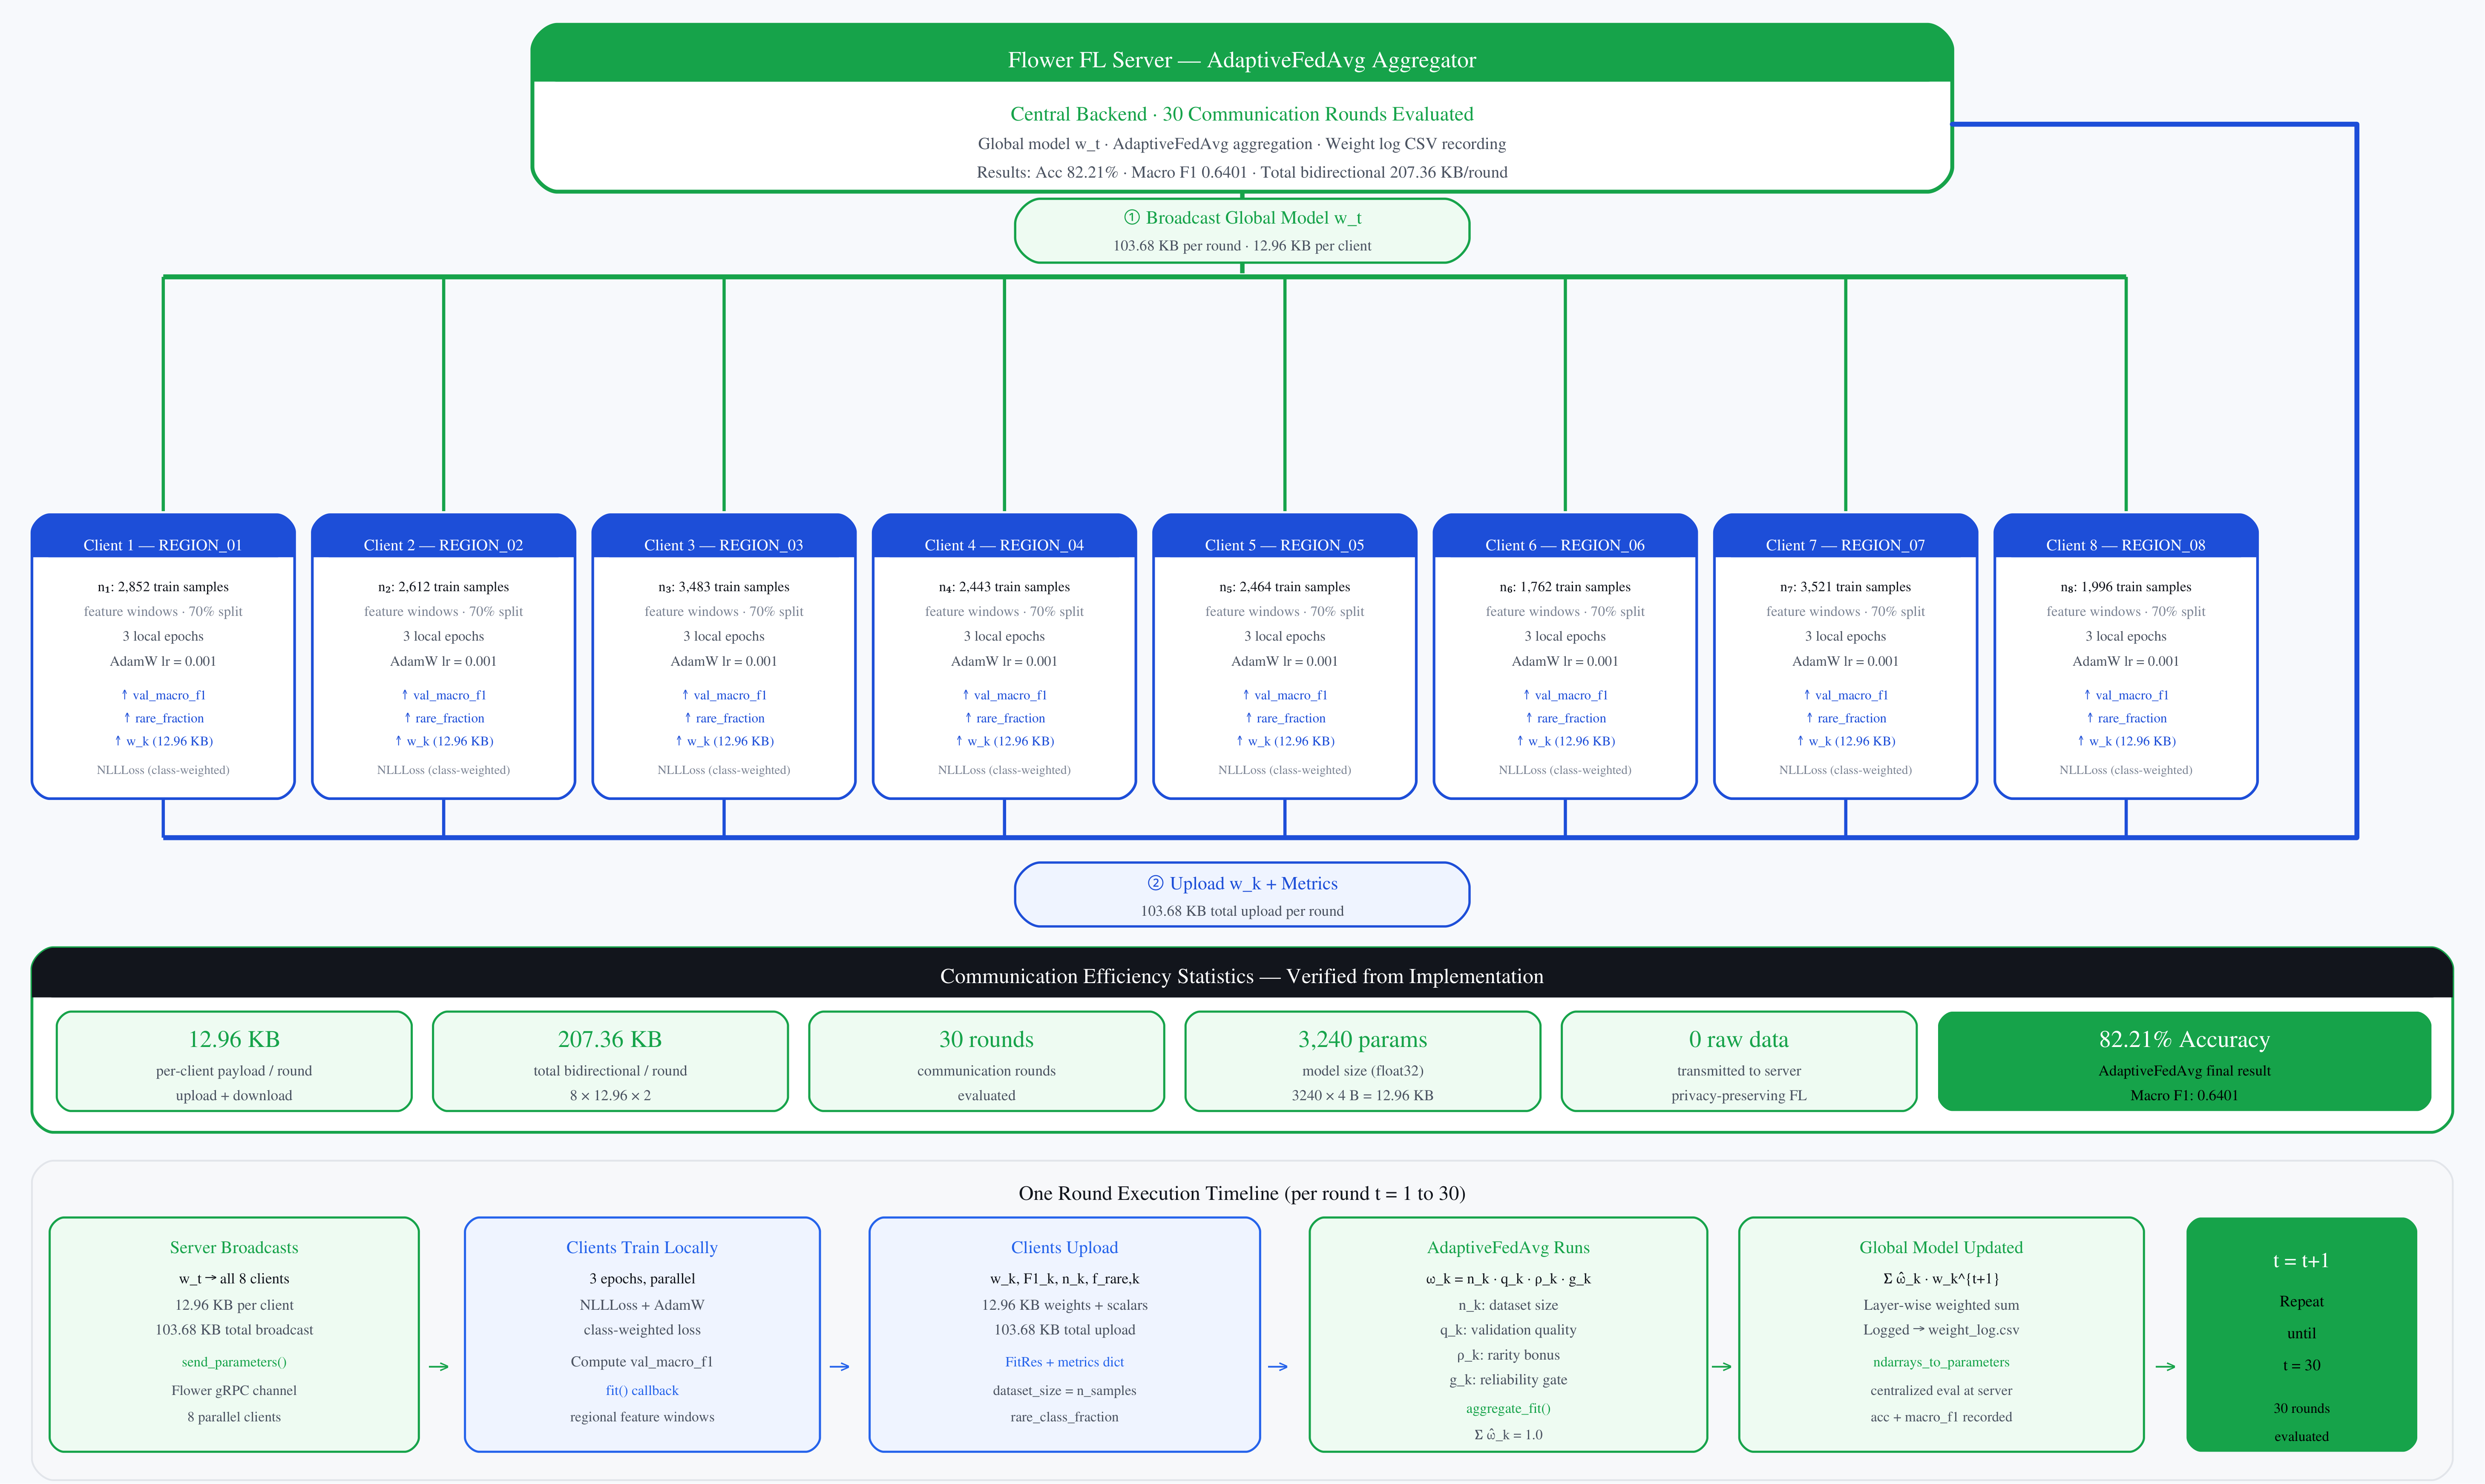 Flower FL Server — AdaptiveFedAvg Aggregator
Central Backend · 30 Communication Rounds Evaluated
Global model w_t · AdaptiveFedAvg aggregation · Weight log CSV recording
Results: Acc 82.21% · Macro F1 0.6401 · Total bidirectional 207.36 KB/round
① Broadcast Global Model w_t
103.68 KB per round · 12.96 KB per client
Client 1 — REGION_01
n₁: 2,852 train samples
feature windows · 70% split
3 local epochs
AdamW lr = 0.001
↑ val_macro_f1
↑ rare_fraction
↑ w_k (12.96 KB)
NLLLoss (class-weighted)
Client 2 — REGION_02
n₂: 2,612 train samples
feature windows · 70% split
3 local epochs
AdamW lr = 0.001
↑ val_macro_f1
↑ rare_fraction
↑ w_k (12.96 KB)
NLLLoss (class-weighted)
Client 3 — REGION_03
n₃: 3,483 train samples
feature windows · 70% split
3 local epochs
AdamW lr = 0.001
↑ val_macro_f1
↑ rare_fraction
↑ w_k (12.96 KB)
NLLLoss (class-weighted)
Client 4 — REGION_04
n₄: 2,443 train samples
feature windows · 70% split
3 local epochs
AdamW lr = 0.001
↑ val_macro_f1
↑ rare_fraction
↑ w_k (12.96 KB)
NLLLoss (class-weighted)
Client 5 — REGION_05
n₅: 2,464 train samples
feature windows · 70% split
3 local epochs
AdamW lr = 0.001
↑ val_macro_f1
↑ rare_fraction
↑ w_k (12.96 KB)
NLLLoss (class-weighted)
Client 6 — REGION_06
n₆: 1,762 train samples
feature windows · 70% split
3 local epochs
AdamW lr = 0.001
↑ val_macro_f1
↑ rare_fraction
↑ w_k (12.96 KB)
NLLLoss (class-weighted)
Client 7 — REGION_07
n₇: 3,521 train samples
feature windows · 70% split
3 local epochs
AdamW lr = 0.001
↑ val_macro_f1
↑ rare_fraction
↑ w_k (12.96 KB)
NLLLoss (class-weighted)
Client 8 — REGION_08
n₈: 1,996 train samples
feature windows · 70% split
3 local epochs
AdamW lr = 0.001
↑ val_macro_f1
↑ rare_fraction
↑ w_k (12.96 KB)
NLLLoss (class-weighted)
② Upload w_k + Metrics
103.68 KB total upload per round
Communication Efficiency Statistics — Verified from Implementation
12.96 KB
per-client payload / round
upload + download
207.36 KB
total bidirectional / round
8 × 12.96 × 2
30 rounds
communication rounds
evaluated
3,240 params
model size (float32)
3240 × 4 B = 12.96 KB
0 raw data
transmitted to server
privacy-preserving FL
82.21% Accuracy
AdaptiveFedAvg final result
Macro F1: 0.6401
One Round Execution Timeline (per round t = 1 to 30)
Server Broadcasts
w_t → all 8 clients
12.96 KB per client
103.68 KB total broadcast
send_parameters()
Flower gRPC channel
8 parallel clients
Clients Train Locally
3 epochs, parallel
NLLLoss + AdamW
class-weighted loss
Compute val_macro_f1
fit() callback
regional feature windows
Clients Upload
w_k, F1_k, n_k, f_rare,k
12.96 KB weights + scalars
103.68 KB total upload
FitRes + metrics dict
dataset_size = n_samples
rare_class_fraction
AdaptiveFedAvg Runs
ω_k = n_k · q_k · ρ_k · g_k
n_k: dataset size
q_k: validation quality
ρ_k: rarity bonus
g_k: reliability gate
aggregate_fit()
Σ ω̂_k = 1.0
Global Model Updated
Σ ω̂_k · w_k^{t+1}
Layer-wise weighted sum
Logged → weight_log.csv
ndarrays_to_parameters
centralized eval at server
acc + macro_f1 recorded
t = t+1
Repeat
until
t = 30
30 rounds
evaluated